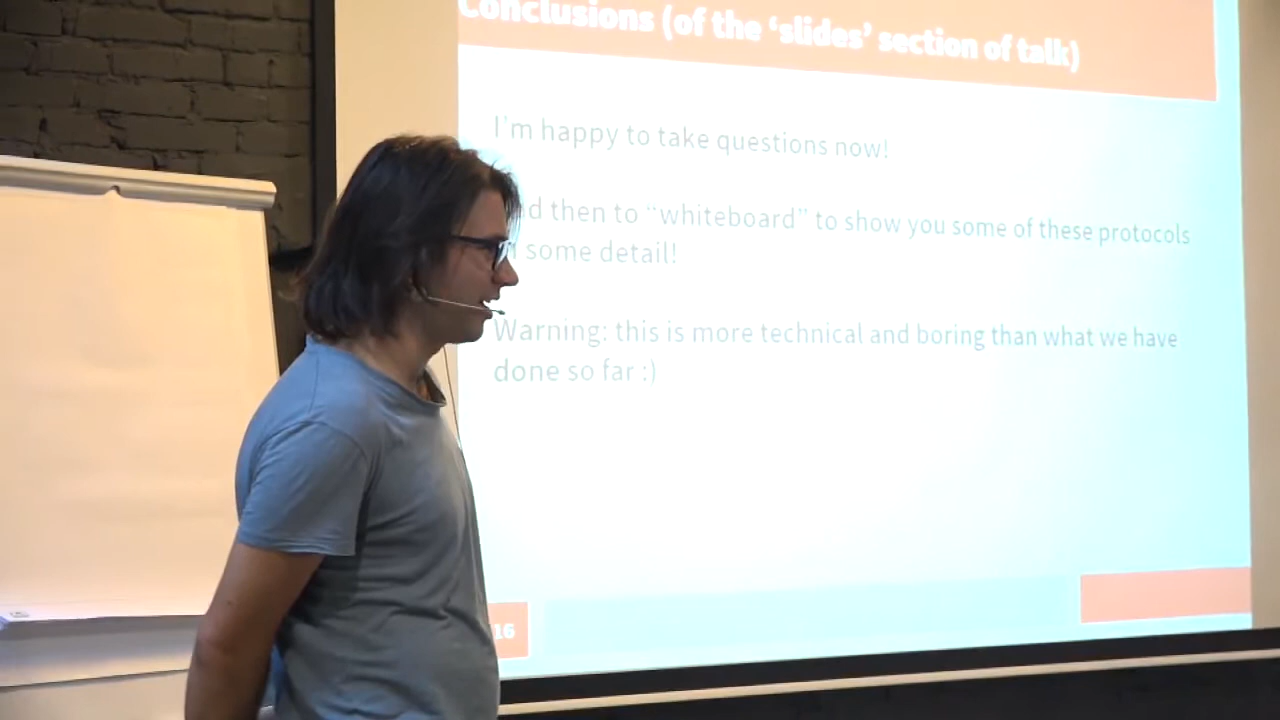 Conclusions (of the ‘slides’ section of talk)
I'm happy to take questions now!
then to “whiteboard” to show you some of these protocols
some detail!
Warning: this is more technical and boring than what we have
done so far :)
16